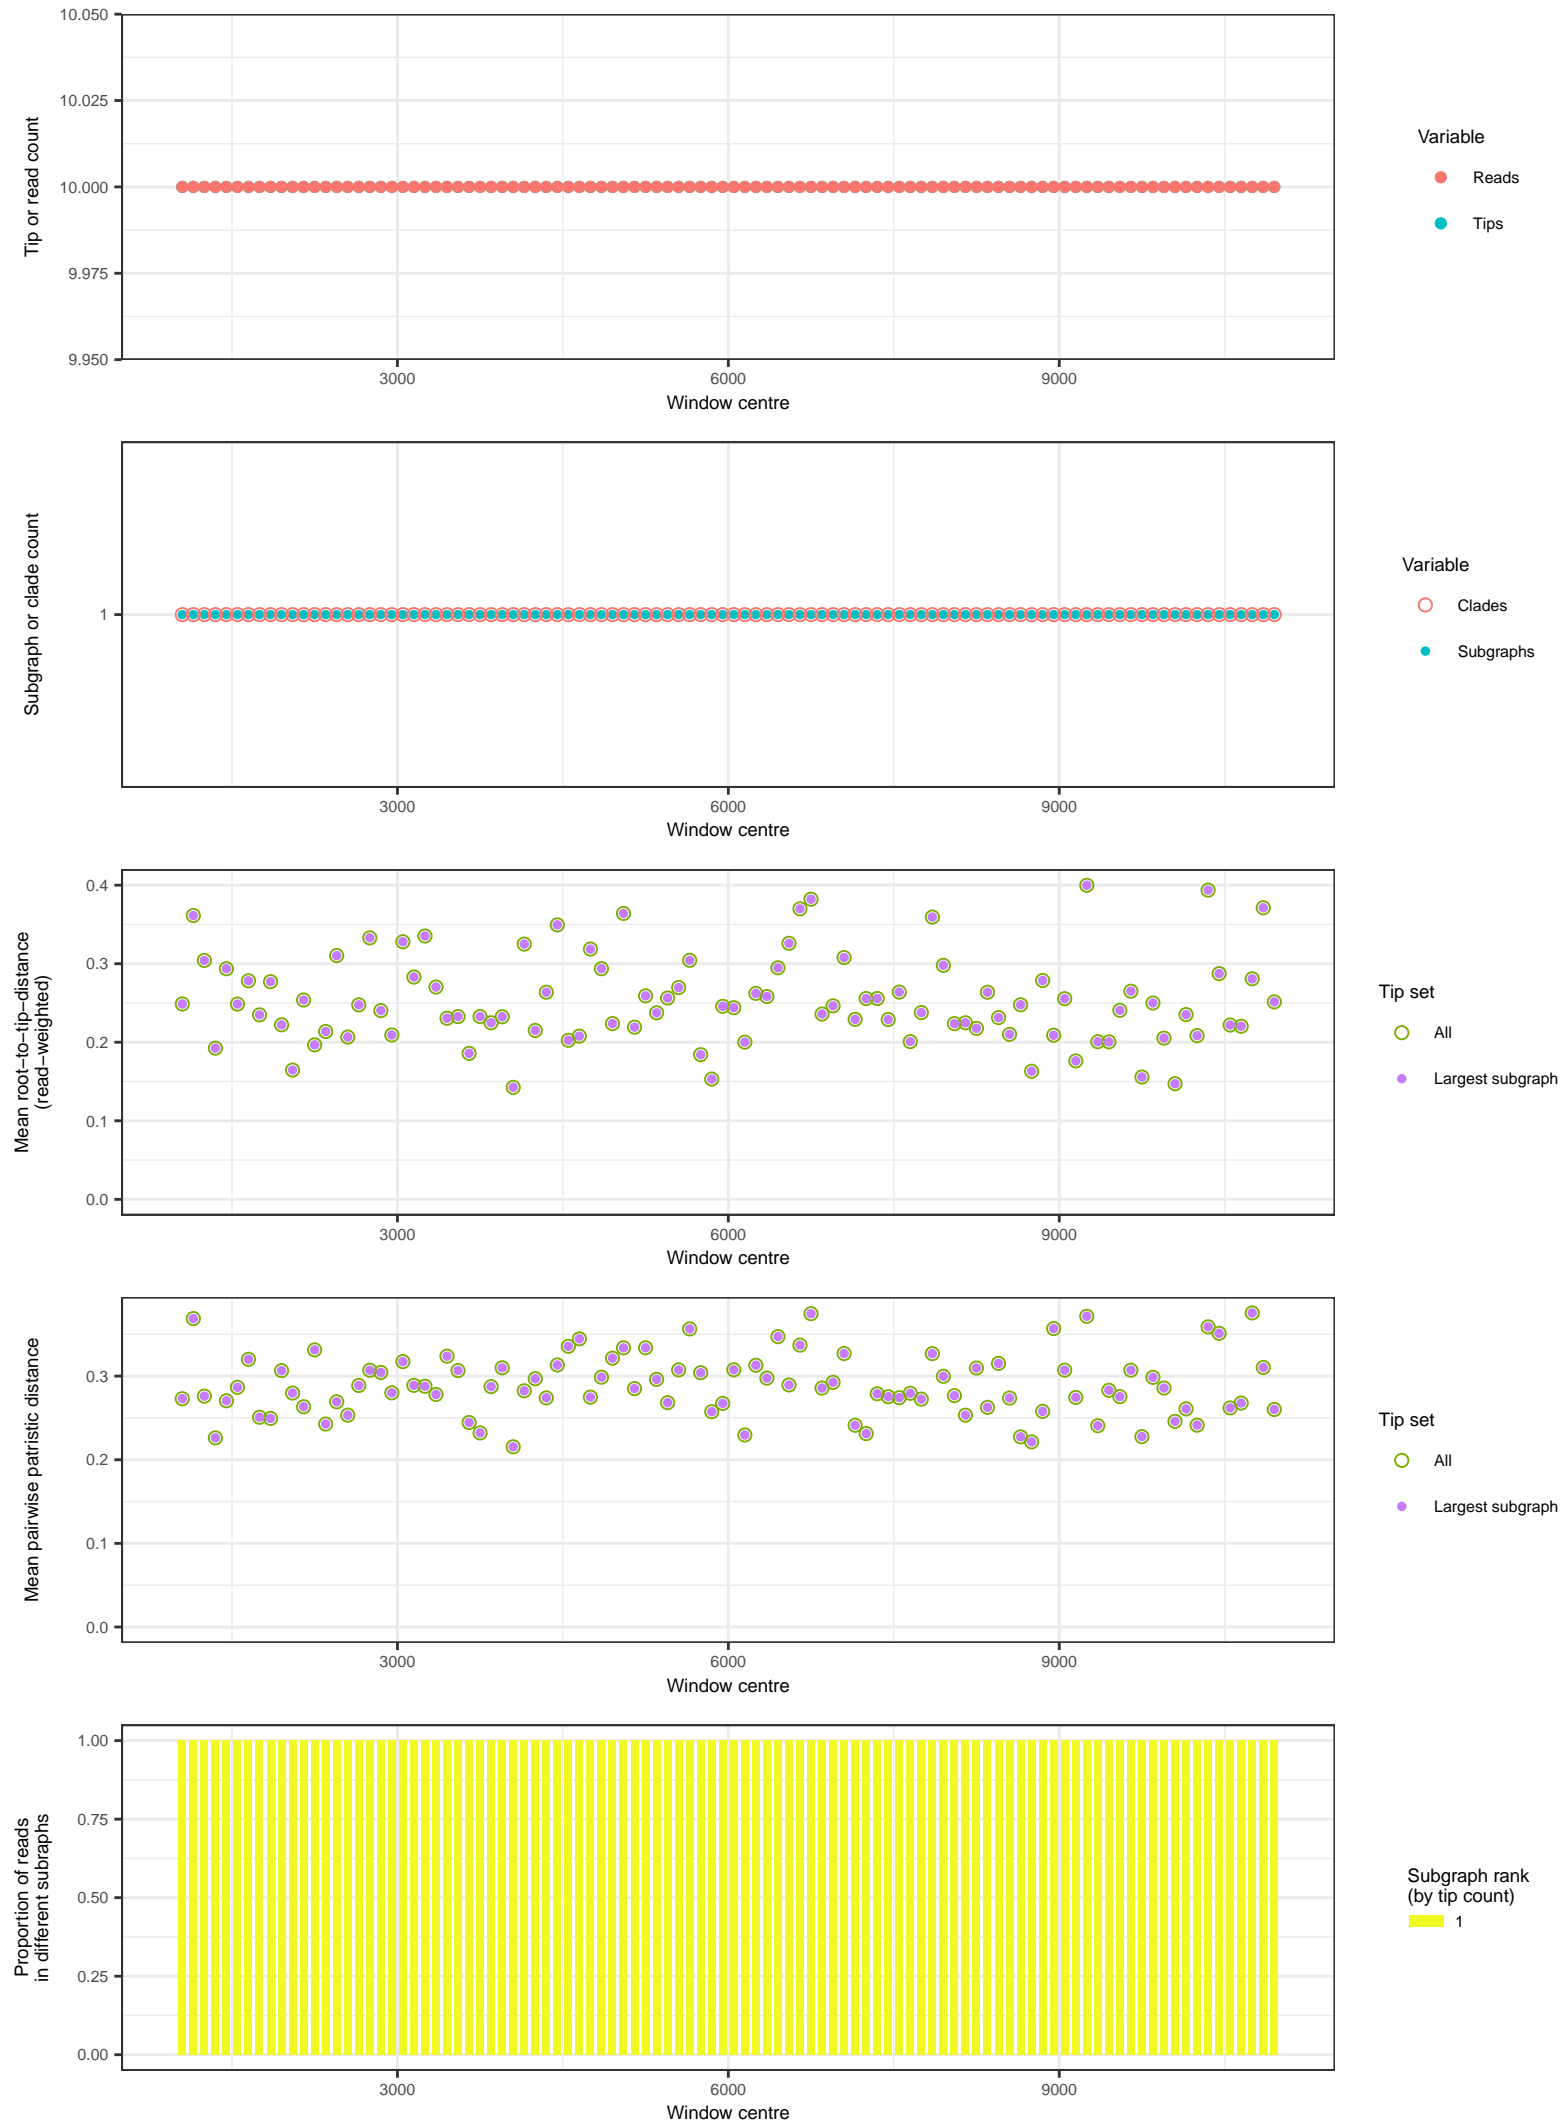 10.050
10.025
10.000
9.975
9.950
Tip or read count
3000 6000 9000
Window centre
Variable
Reads
Tips
Subgraph or clade count
1
3000 6000 9000
Window centre
Variable
Clades
Subgraphs
Mean root−to−tip−distance
(read−weighted)
0.4
0.3
0.2
0.1
0.0
3000 6000 9000
Window centre
Tip set
All
Largest subgraph
Mean pairwise patristic distance
0.3
0.2
0.1
0.0
3000 6000 9000
Window centre
Tip set
All
Largest subgraph
Proportion of reads
in different subraphs
1.00
0.75
0.50
0.25
0.00
3000 6000 9000
Window centre
Subgraph rank
(by tip count)
1